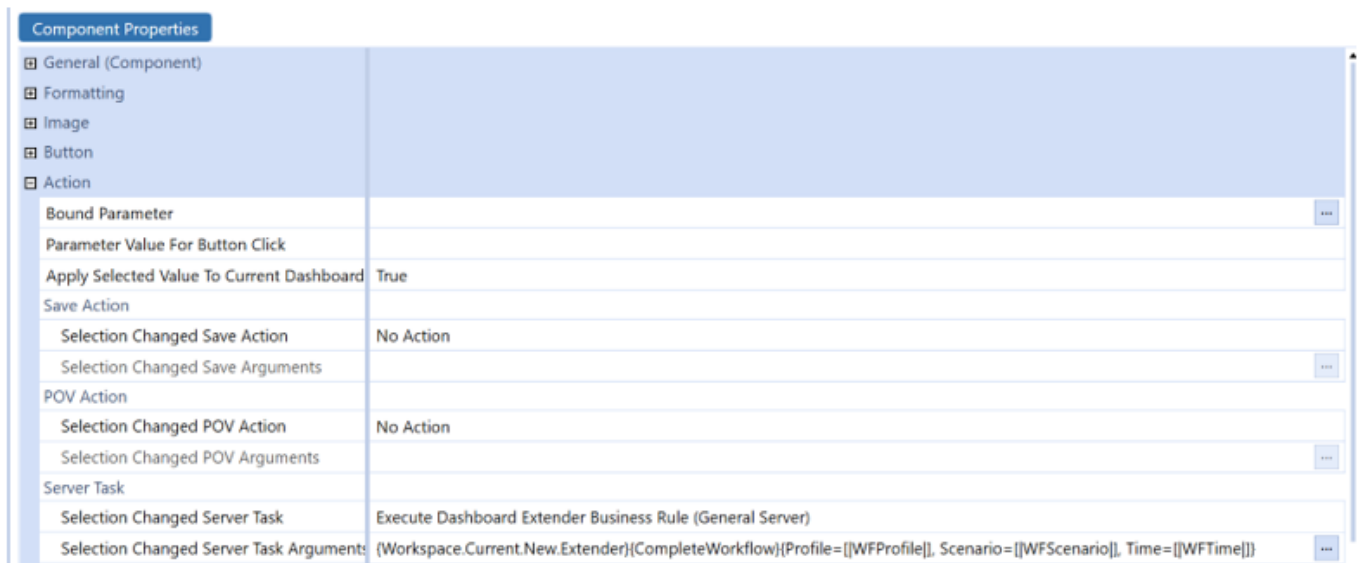 Component Properties
General (Component)
Formatting
Image
Button
Action
Bound Parameter
...
Parameter Value For Button Click
Apply Selected Value To Current Dashboard True
Save Action
Selection Changed Save Action No Action
Selection Changed Save Arguments
...
POV Action
Selection Changed POV Action No Action
Selection Changed POV Arguments
...
Server Task
Selection Changed Server Task Execute Dashboard Extender Business Rule (General Server)
Selection Changed Server Task Arguments {Workspace.Current.New.Extender}{CompleteWorkflow}{Profile=[|WFProfile|], Scenario=[|WFScenario|], Time=[|WFTime|]} ...